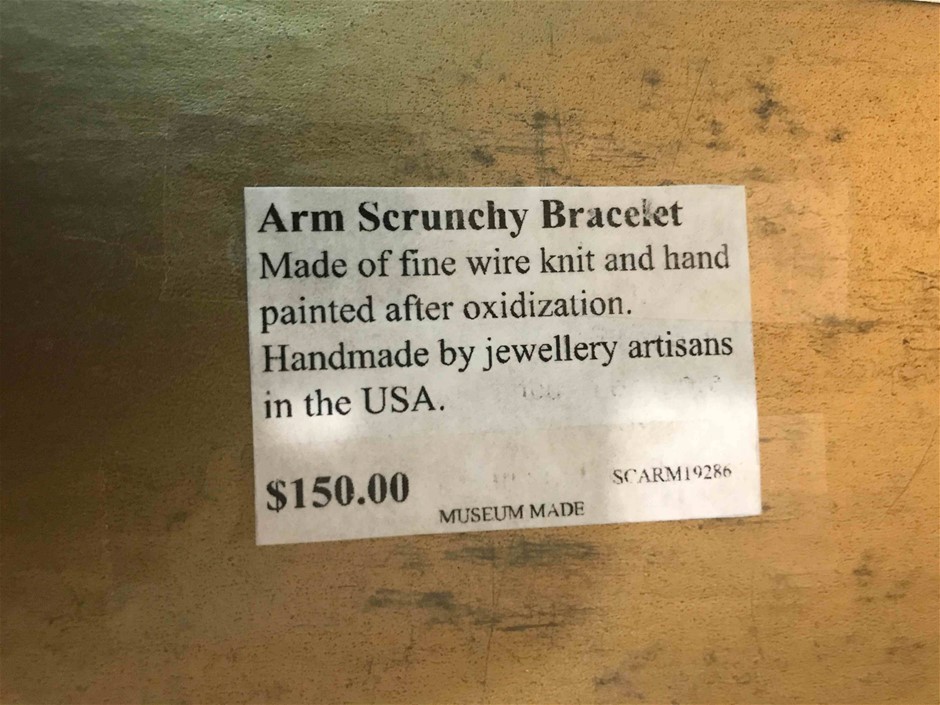 Arm Scrunchy Bracelet
Made of fine wire knit and hand
painted after oxidization.
Handmade by jewellery artisans
in the USA.
$150.00
SCARM19286
MUSEUM MADE